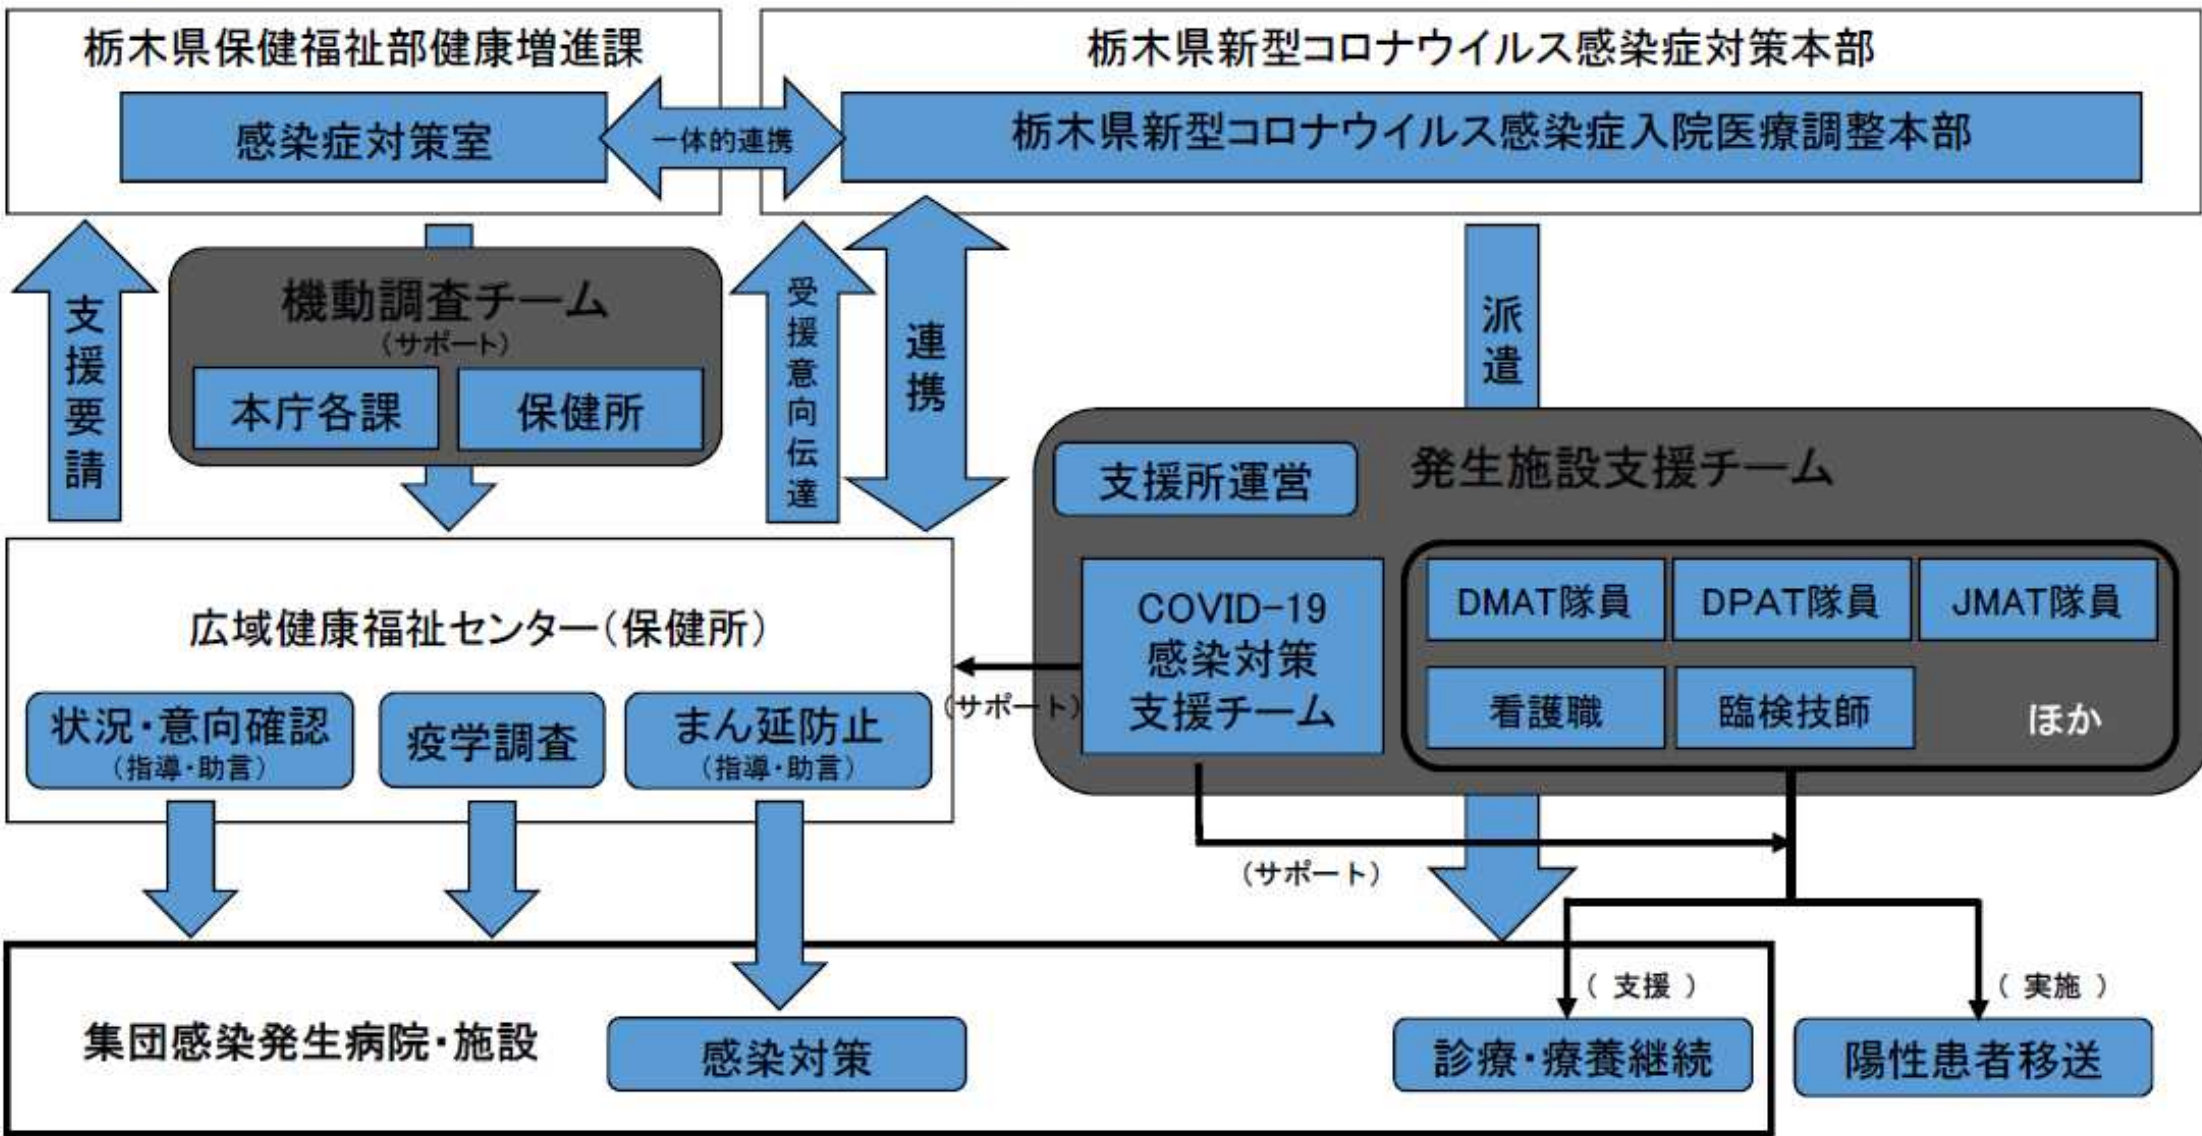 栃木県保健福祉部健康増進課
感染症対策室
一体的連携
栃木県新型コロナウイルス感染症対策本部
栃木県新型コロナウイルス感染症入院医療調整本部
支援要請
機動調査チーム
(サポート)
本庁各課
保健所
受援意向伝達
連携
派遣
支援所運営
発生施設支援チーム
COVID-19
感染対策
支援チーム
DMAT隊員
DPAT隊員
JMAT隊員
看護職
臨検技師
ほか
広域健康福祉センター(保健所)
(サポート)
状況・意向確認
(指導・助言)
疫学調査
まん延防止
(指導・助言)
(サポート)
集団感染発生病院・施設
感染対策
( 支援 )
診療・療養継続
( 実施 )
陽性患者移送